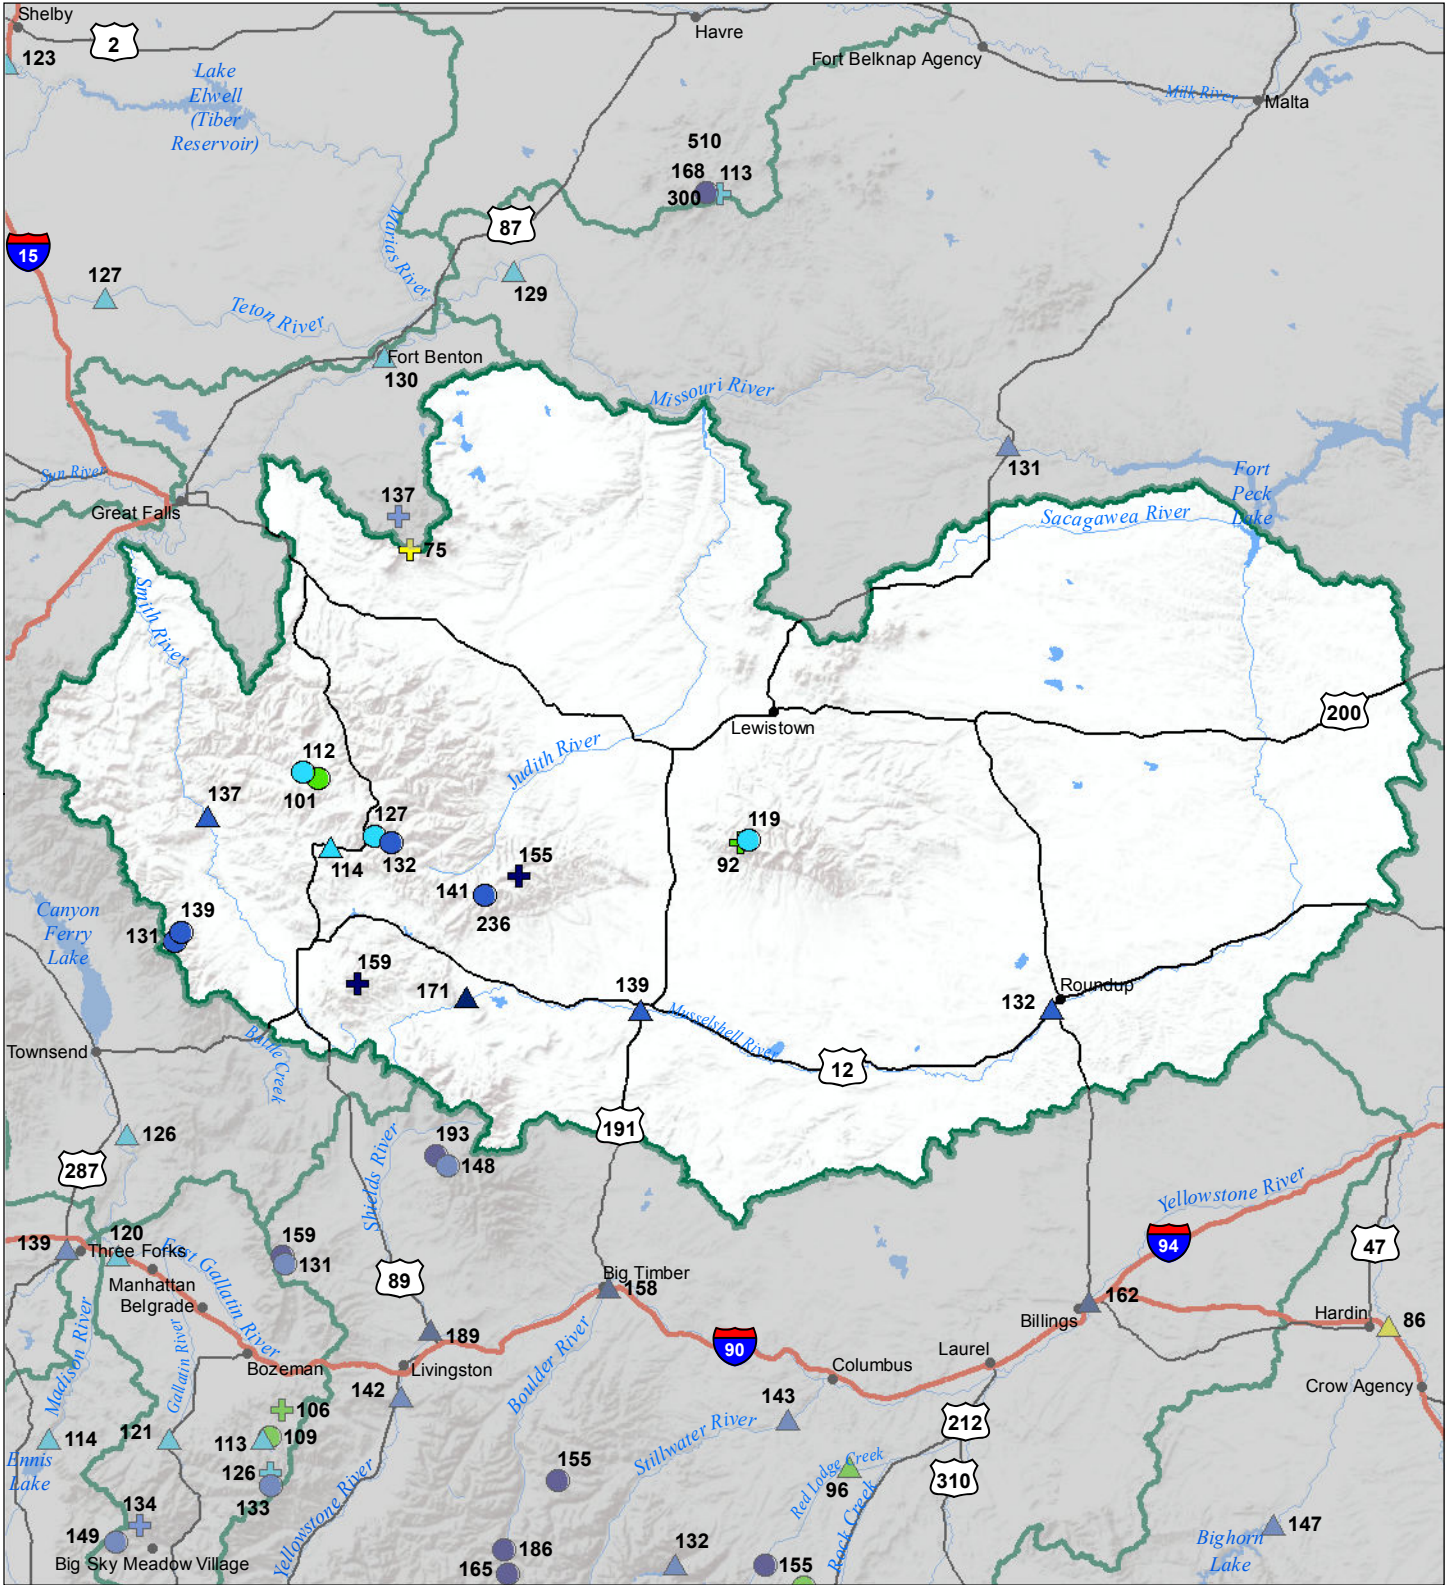 Shelby
2
123
Havre
Fort Belknap Agency
Lake
Elwell
(Tiber
Reservoir)
Milk River
Malta
510
168
113
300
87
15
Marias River
127
129
Teton River
Fort Benton
130
Missouri River
131
Sun River
Great Falls
137
75
Fort
Peck
Lake
Sacagawea River
Smith River
200
Lewistown
Judith River
112
101
137
127
132
114
119
92
155
141
236
Canyon
Ferry
Lake
139
131
159
171
139
132
Roundup
Musselshell River
12
Townsend
Battle Creek
126
191
287
193
148
Shields River
Yellowstone River
139
Three Forks
120
East Gallatin River
159
131
94
47
Manhattan
Belgrade
89
Big Timber
158
162
Billings
Hardin
86
Madison River
Gallatin River
189
90
Boulder River
Bozeman
Livingston
Columbus
Laurel
Crow Agency
142
143
106
212
114
121
113
109
Stillwater River
Ennis
Lake
126
133
155
Red Lodge Creek
96
310
Yellowstone River
Rock Creek
134
149
Big Sky Meadow Village
186
165
132
155
147
Bighorn
Lake